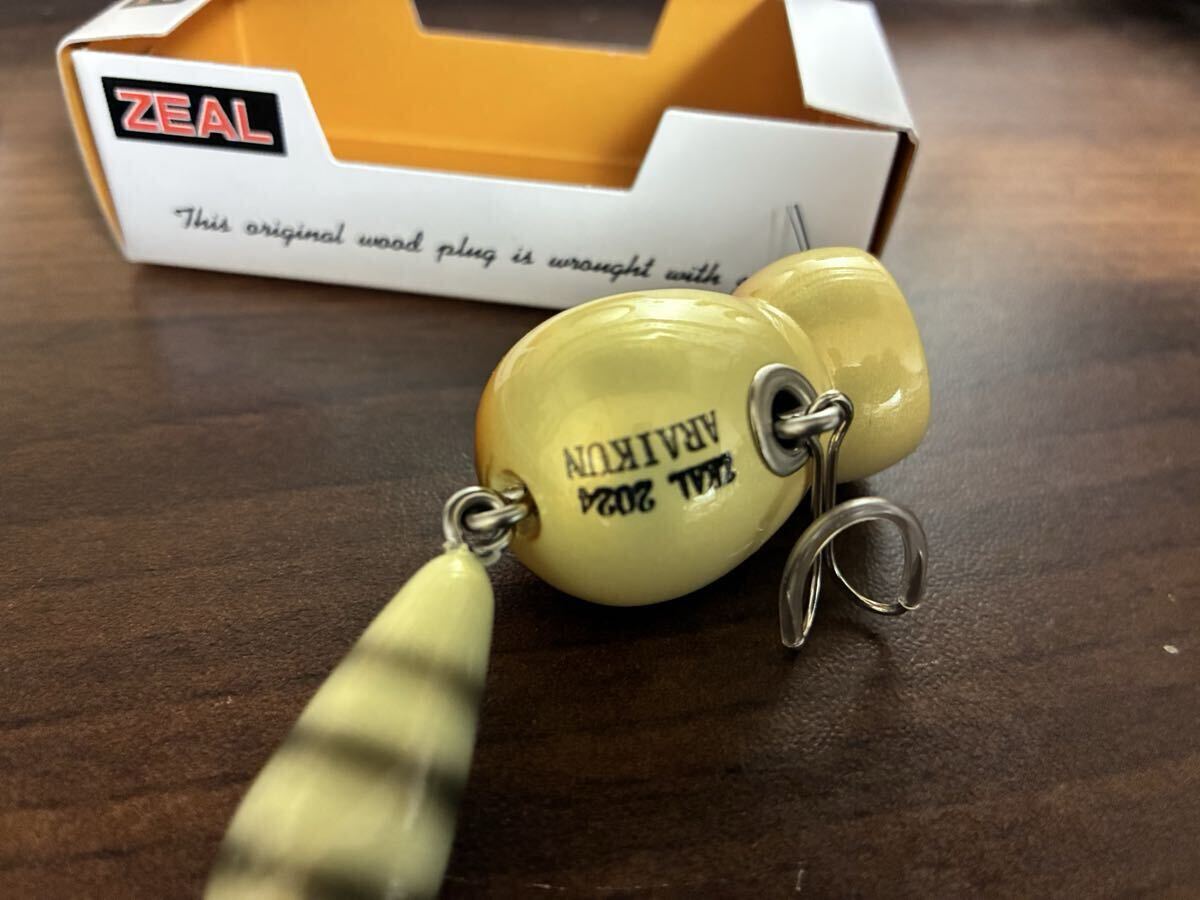 ZEAL
This original wood plug is wrought with
ZEAL 2024
ARAIKUN